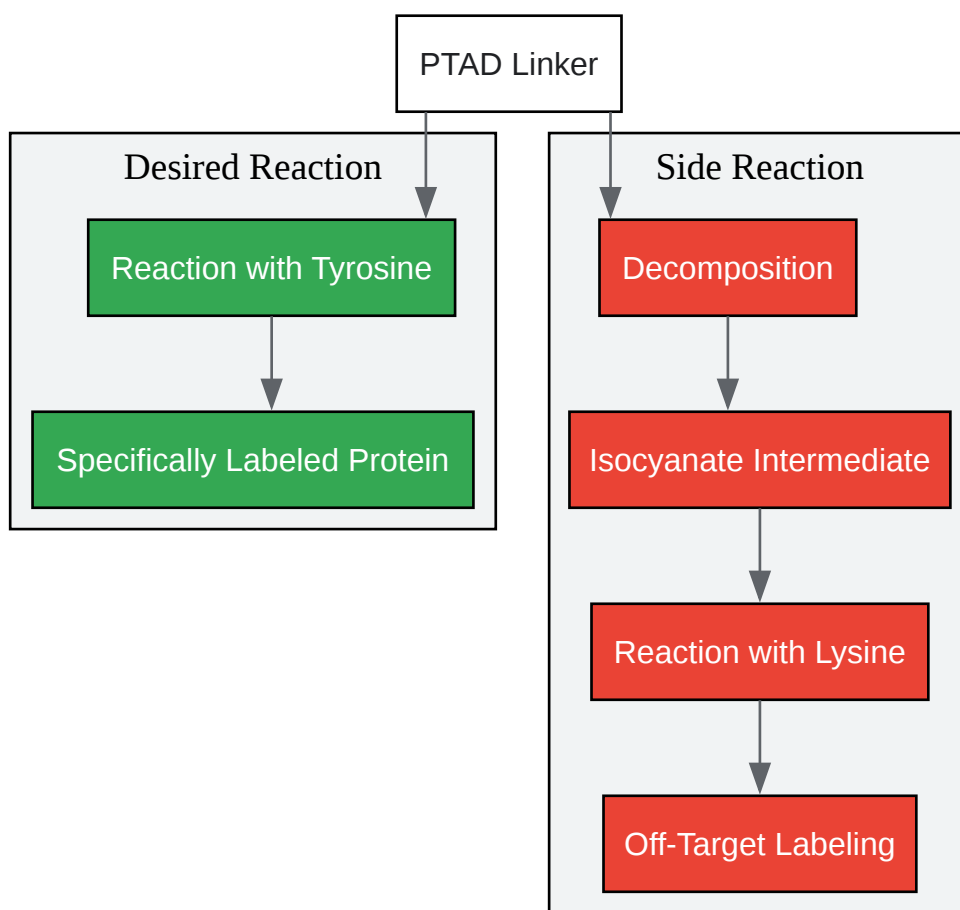 PTAD Linker
Desired Reaction
Reaction with Tyrosine
Specifically Labeled Protein
Side Reaction
Decomposition
Isocyanate Intermediate
Reaction with Lysine
Off-Target Labeling